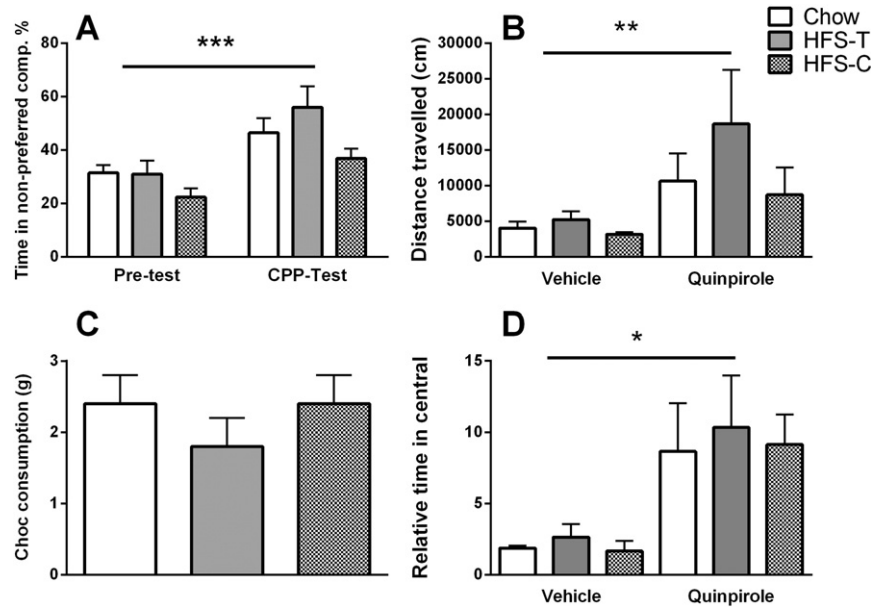 Chow
HFS-T
HFS-C
A
***
Time in non-preferred comp. %
80
60
40
20
0
Pre-test
CPP-Test
B
**
Distance travelled (cm)
30000
25000
20000
15000
10000
5000
0
Vehicle
Quinpirole
C
Choc consumption (g)
3
2
1
0
D
*
Relative time in central
15
10
5
0
Vehicle
Quinpirole